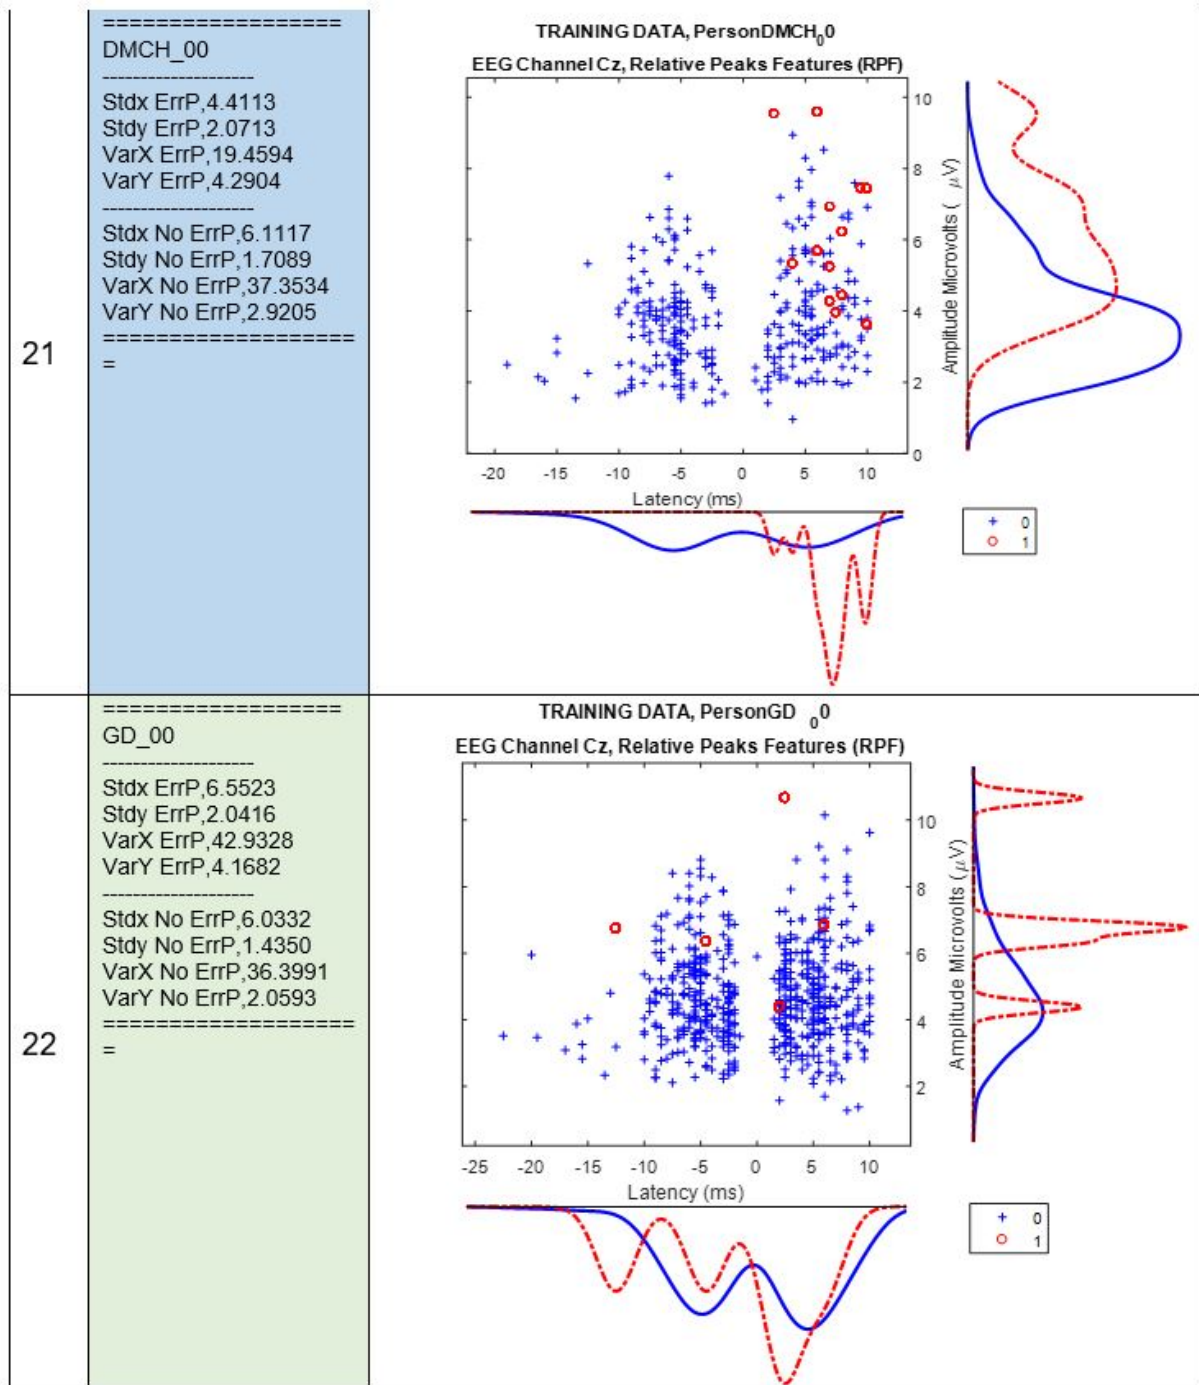 21
===================
DMCH_00
--------------------
Stdx ErrP,4.4113
Stdy ErrP,2.0713
VarX ErrP,19.4594
VarY ErrP,4.2904
--------------------
Stdx No ErrP,6.1117
Stdy No ErrP,1.7089
VarX No ErrP,37.3534
VarY No ErrP,2.9205
====================
=
TRAINING DATA, PersonDMCH00
EEG Channel Cz, Relative Peaks Features (RPF)
10
8
6
4
2
0
Amplitude Microvolts ( μV)
-20 -15 -10 -5 0 5 10
Latency (ms)
0
1
22
===================
GD_00
--------------------
Stdx ErrP,6.5523
Stdy ErrP,2.0416
VarX ErrP,42.9328
VarY ErrP,4.1682
--------------------
Stdx No ErrP,6.0332
Stdy No ErrP,1.4350
VarX No ErrP,36.3991
VarY No ErrP,2.0593
====================
=
TRAINING DATA, PersonGD 00
EEG Channel Cz, Relative Peaks Features (RPF)
10
8
6
4
2
Amplitude Microvolts (μV)
-25 -20 -15 -10 -5 0 5 10
Latency (ms)
0
1